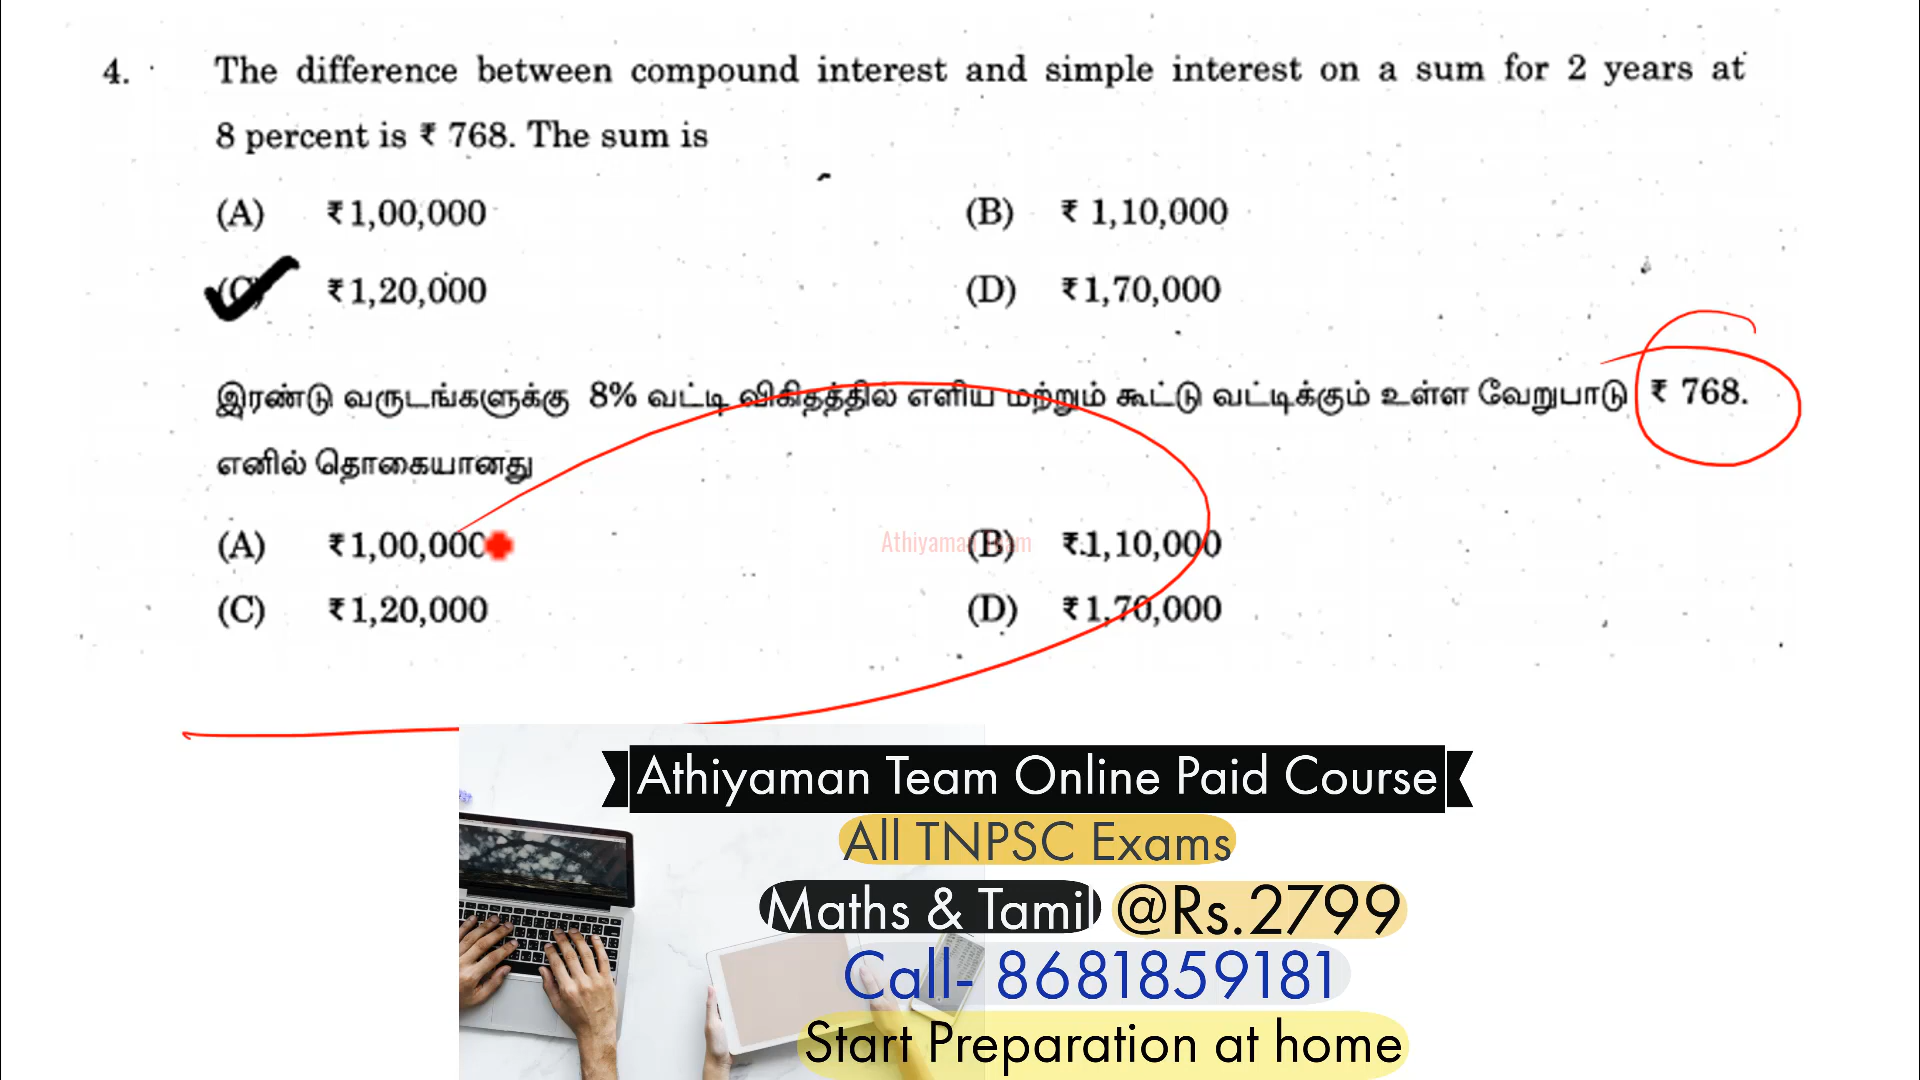 4. The difference between compound interest and simple interest on a sum for 2 years at
8 percent is ₹ 768. The sum is
(A) ₹ 1,00,000 (B) ₹ 1,10,000
(C) ₹ 1,20,000 (D) ₹ 1,70,000
இரண்டு வருடங்களுக்கு 8% வட்டி விகிதத்தில் எளிய மற்றும் கூட்டு வட்டிக்கும் உள்ள வேறுபாடு ₹ 768.
எனில் தொகையானது
(A) ₹ 1,00,000 (B) ₹ 1,10,000
Athiyaman Team
(C) ₹ 1,20,000 (D) ₹ 1,70,000
Athiyaman Team Online Paid Course
All TNPSC Exams
Maths & Tamil @Rs.2799
Call- 8681859181
Start Preparation at home